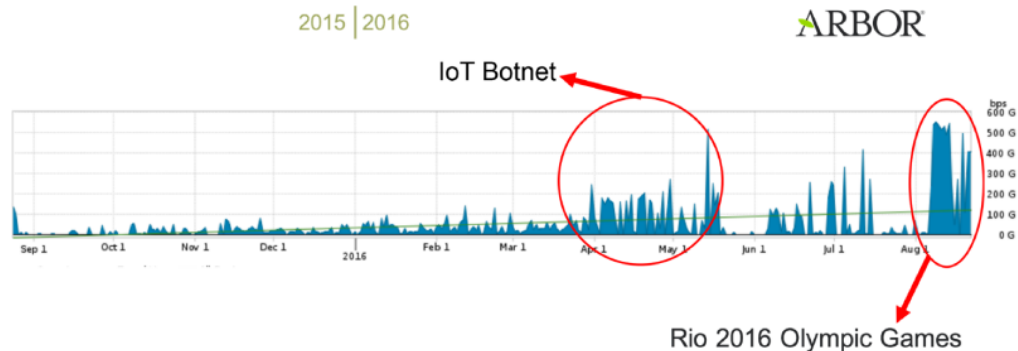 2015 | 2016
ARBOR
IoT Botnet
bps
600 G
500 G
400 G
300 G
200 G
100 G
0 G
Sep 1 Oct 1 Nov 1 Dec 1 Feb 1 Mar 1 Apr 1 May 1 Jun 1 Jul 1 Aug 1
2016
Rio 2016 Olympic Games